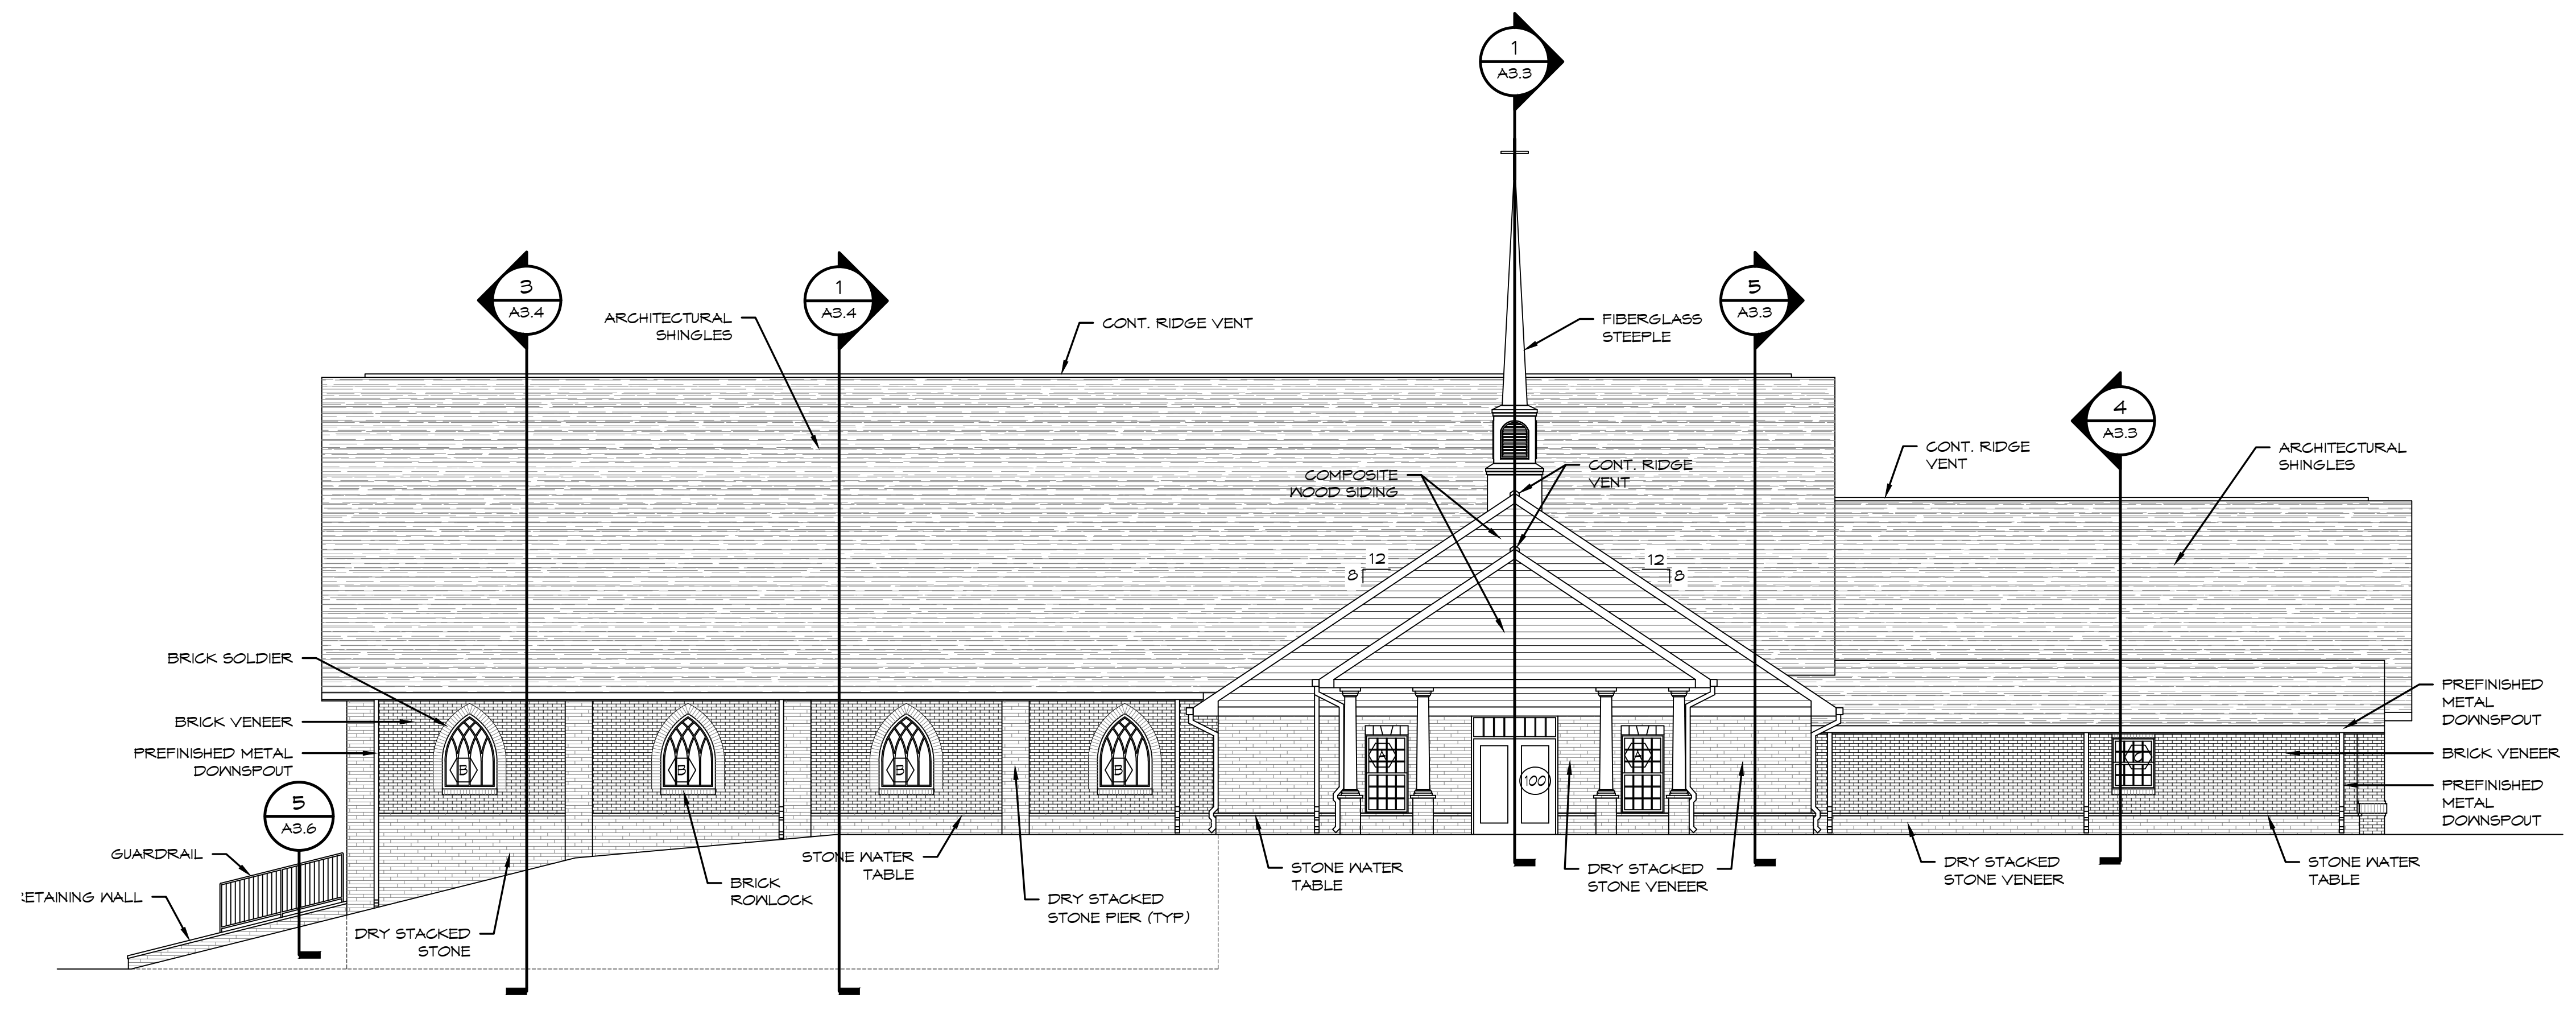 1
A3.3
3
A3.4
1
A3.4
5
A3.3
ARCHITECTURAL
SHINGLES
CONT. RIDGE VENT
FIBERGLASS
STEEPLE
4
A3.3
COMPOSITE
WOOD SIDING
CONT. RIDGE
VENT
CONT. RIDGE
VENT
ARCHITECTURAL
SHINGLES
12
8
12
8
BRICK SOLDIER
BRICK VENEER
PREFINISHED METAL
DOWNSPOUT
B
B
B
B
A
A
100
PREFINISHED
METAL
DOWNSPOUT
BRICK VENEER
PREFINISHED
METAL
DOWNSPOUT
5
A3.6
GUARDRAIL
ETAINING WALL
DRY STACKED
STONE
BRICK
ROWLOCK
STONE WATER
TABLE
DRY STACKED
STONE PIER (TYP)
STONE WATER
TABLE
DRY STACKED
STONE VENEER
DRY STACKED
STONE VENEER
STONE WATER
TABLE